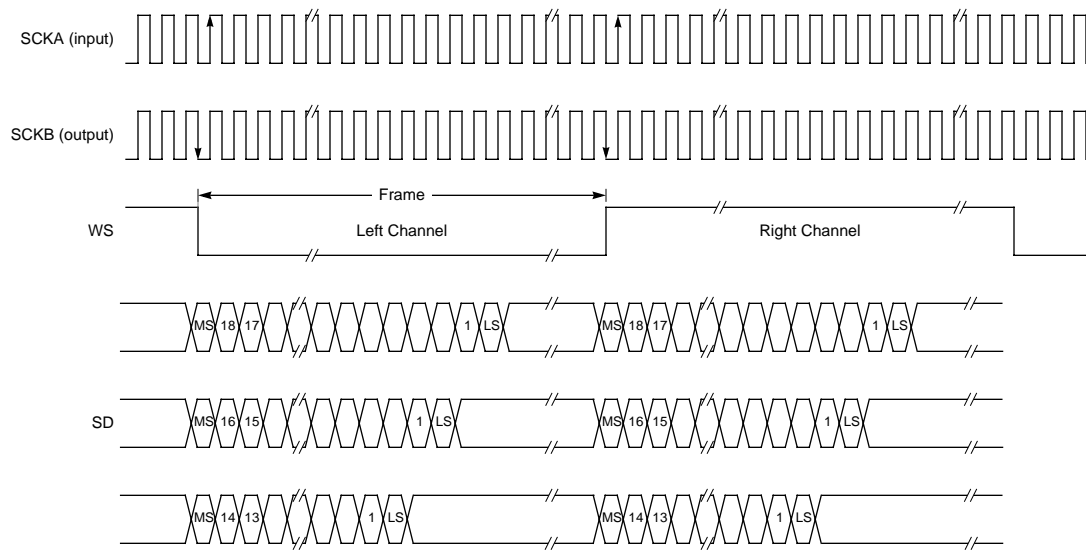 SCKA (input)
SCKB (output)
Frame
WS
Left Channel
Right Channel
MS 18 17 1 LS MS 18 17 1 LS
SD
MS 16 15 1 LS MS 16 15 1 LS
MS 14 13 1 LS MS 14 13 1 LS